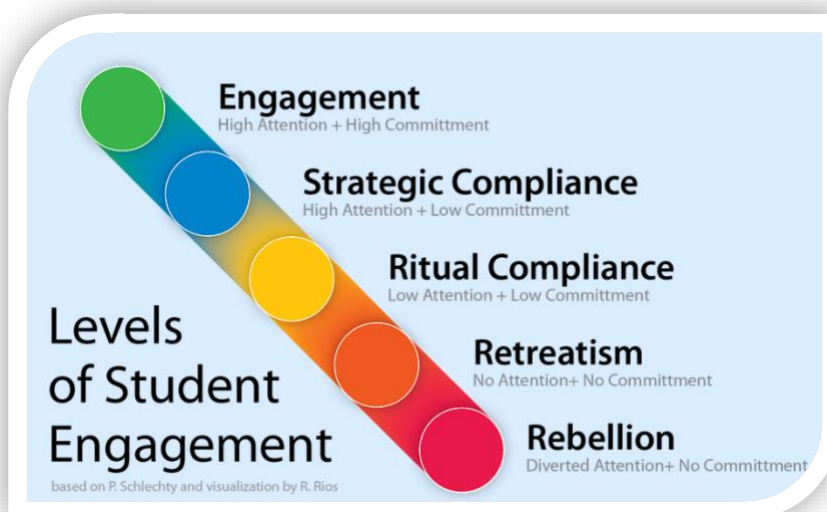 Engagement
High Attention + High Committment
Strategic Compliance
High Attention + Low Committment
Ritual Compliance
Low Attention + Low Committment
Retreatism
No Attention+ No Committment
Rebellion
Diverted Attention+ No Committment
Levels
of Student
Engagement
based on P. Schlechty and visualization by R. Rios